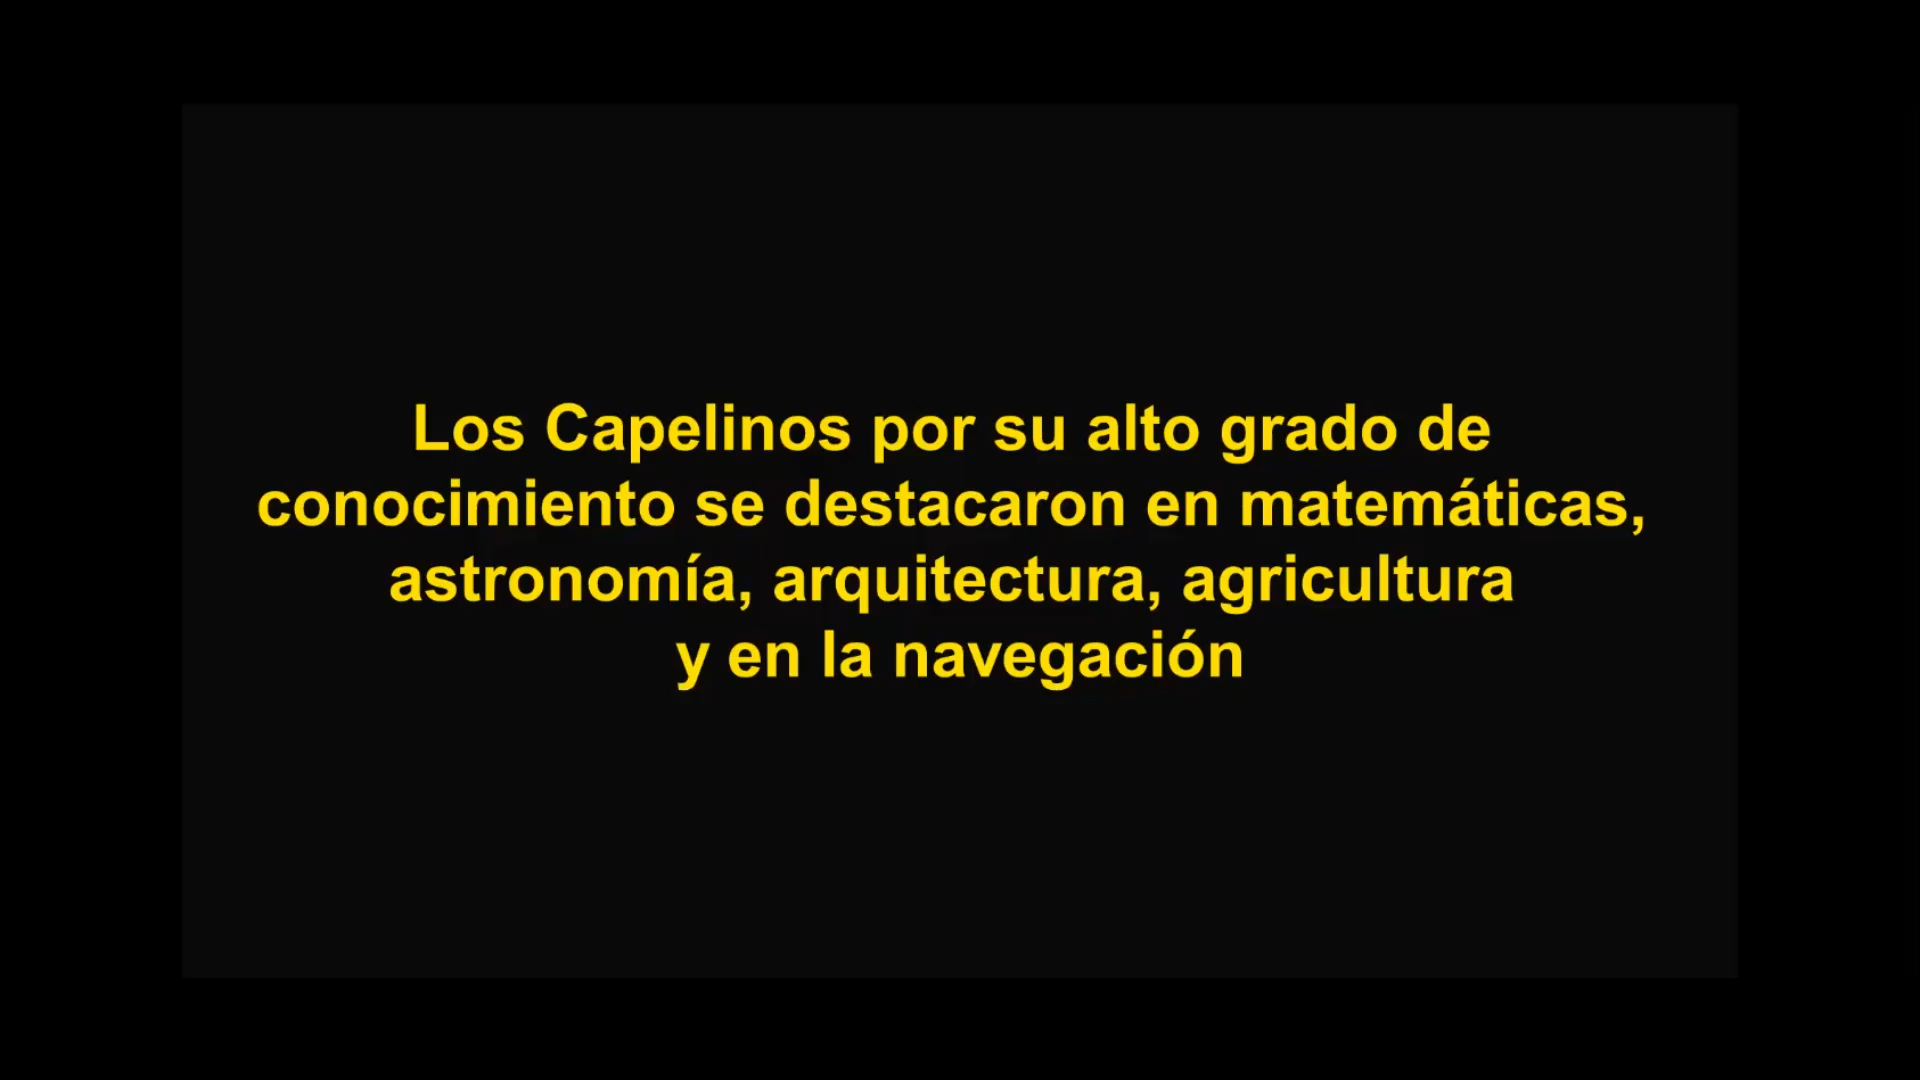 Los Capelinos por su alto grado de
conocimiento se destacaron en matemáticas,
astronomía, arquitectura, agricultura
y en la navegación